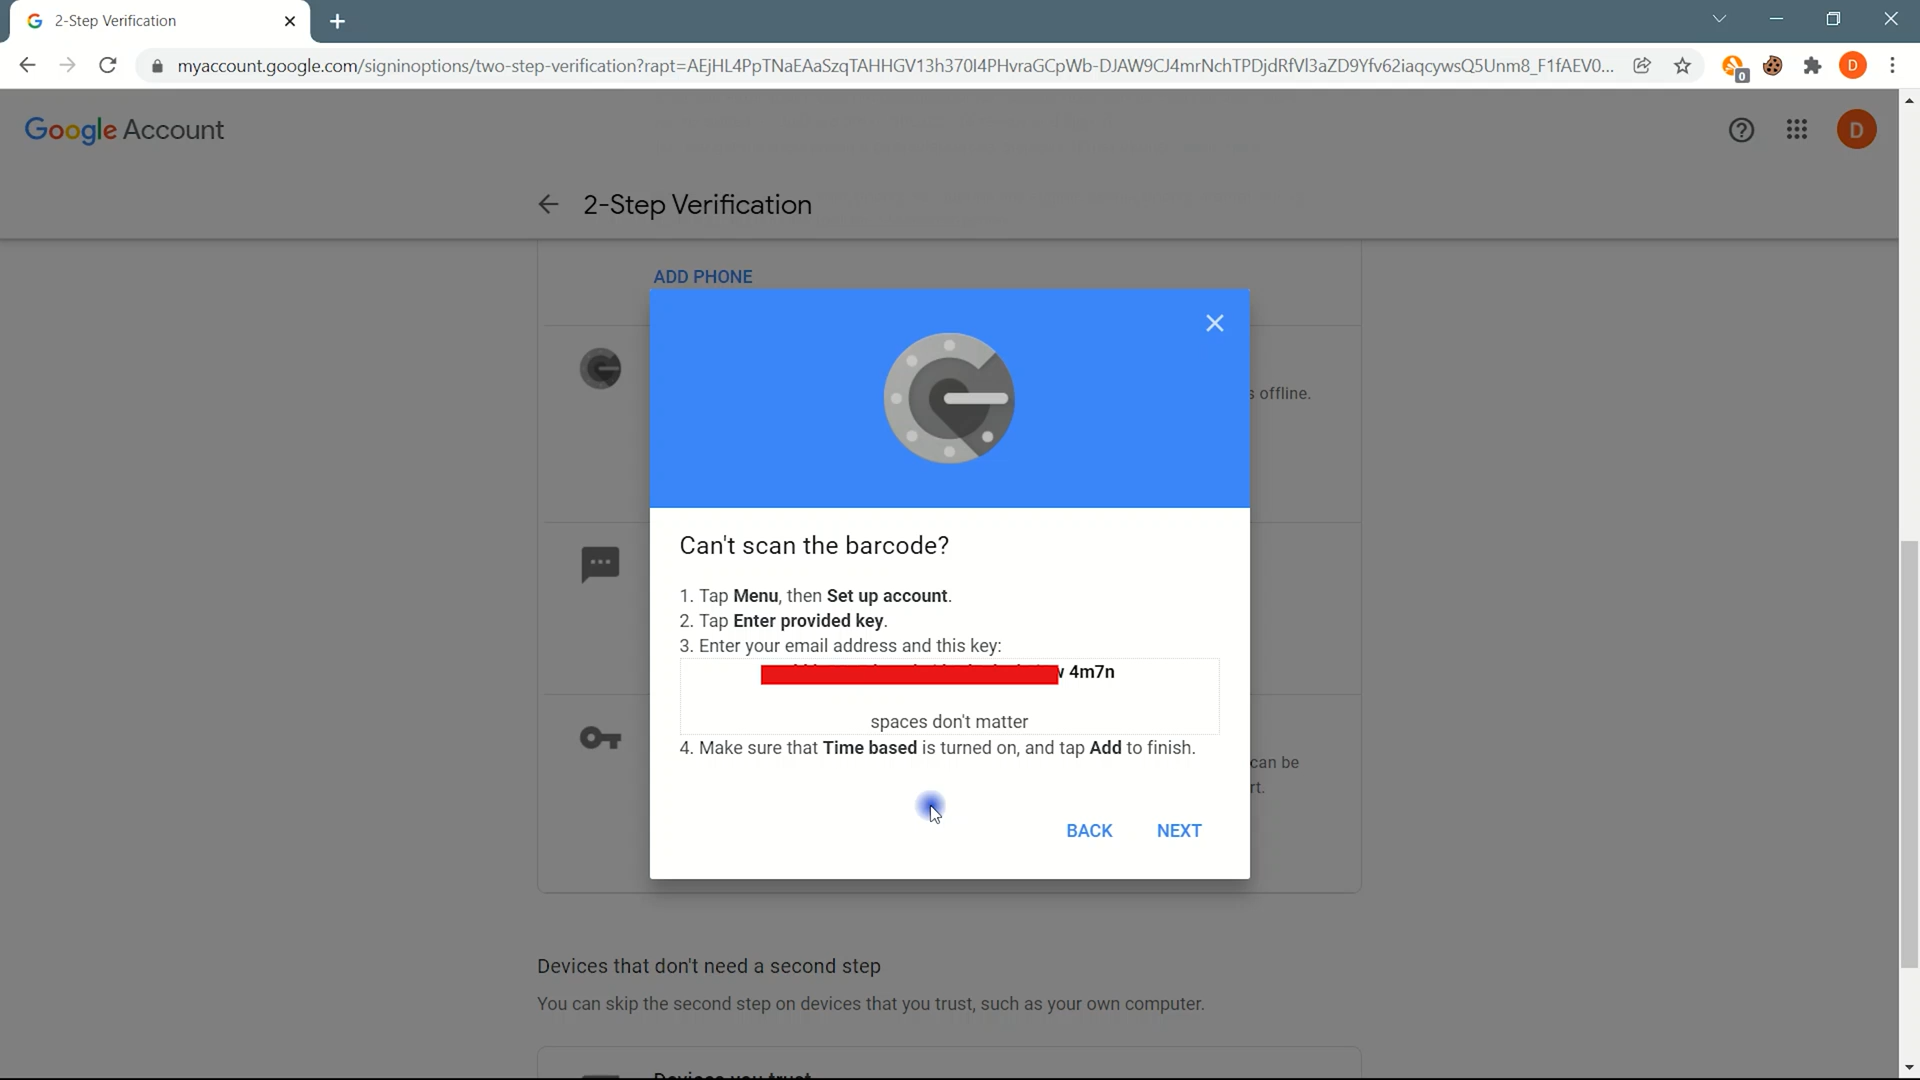 2-Step Verification
myaccount.google.com/signinoptions/two-step-verification?rapt=AEjHL4PpTNaEAaSzqTAHHGV13h370I4PHvraGCpWb-DJAW9CJ4mrNchTPDjdRfVl3aZD9Yfv62iaqcywsQ5Unm8_F1fAEV0...
0
D
Google Account
D
2-Step Verification
ADD PHONE
s offline.
Can't scan the barcode?
1. Tap Menu, then Set up account.
2. Tap Enter provided key.
3. Enter your email address and this key:
4m7n
spaces don't matter
4. Make sure that Time based is turned on, and tap Add to finish.
can be
rt.
BACK NEXT
Devices that don't need a second step
You can skip the second step on devices that you trust, such as your own computer.
Devices you trust